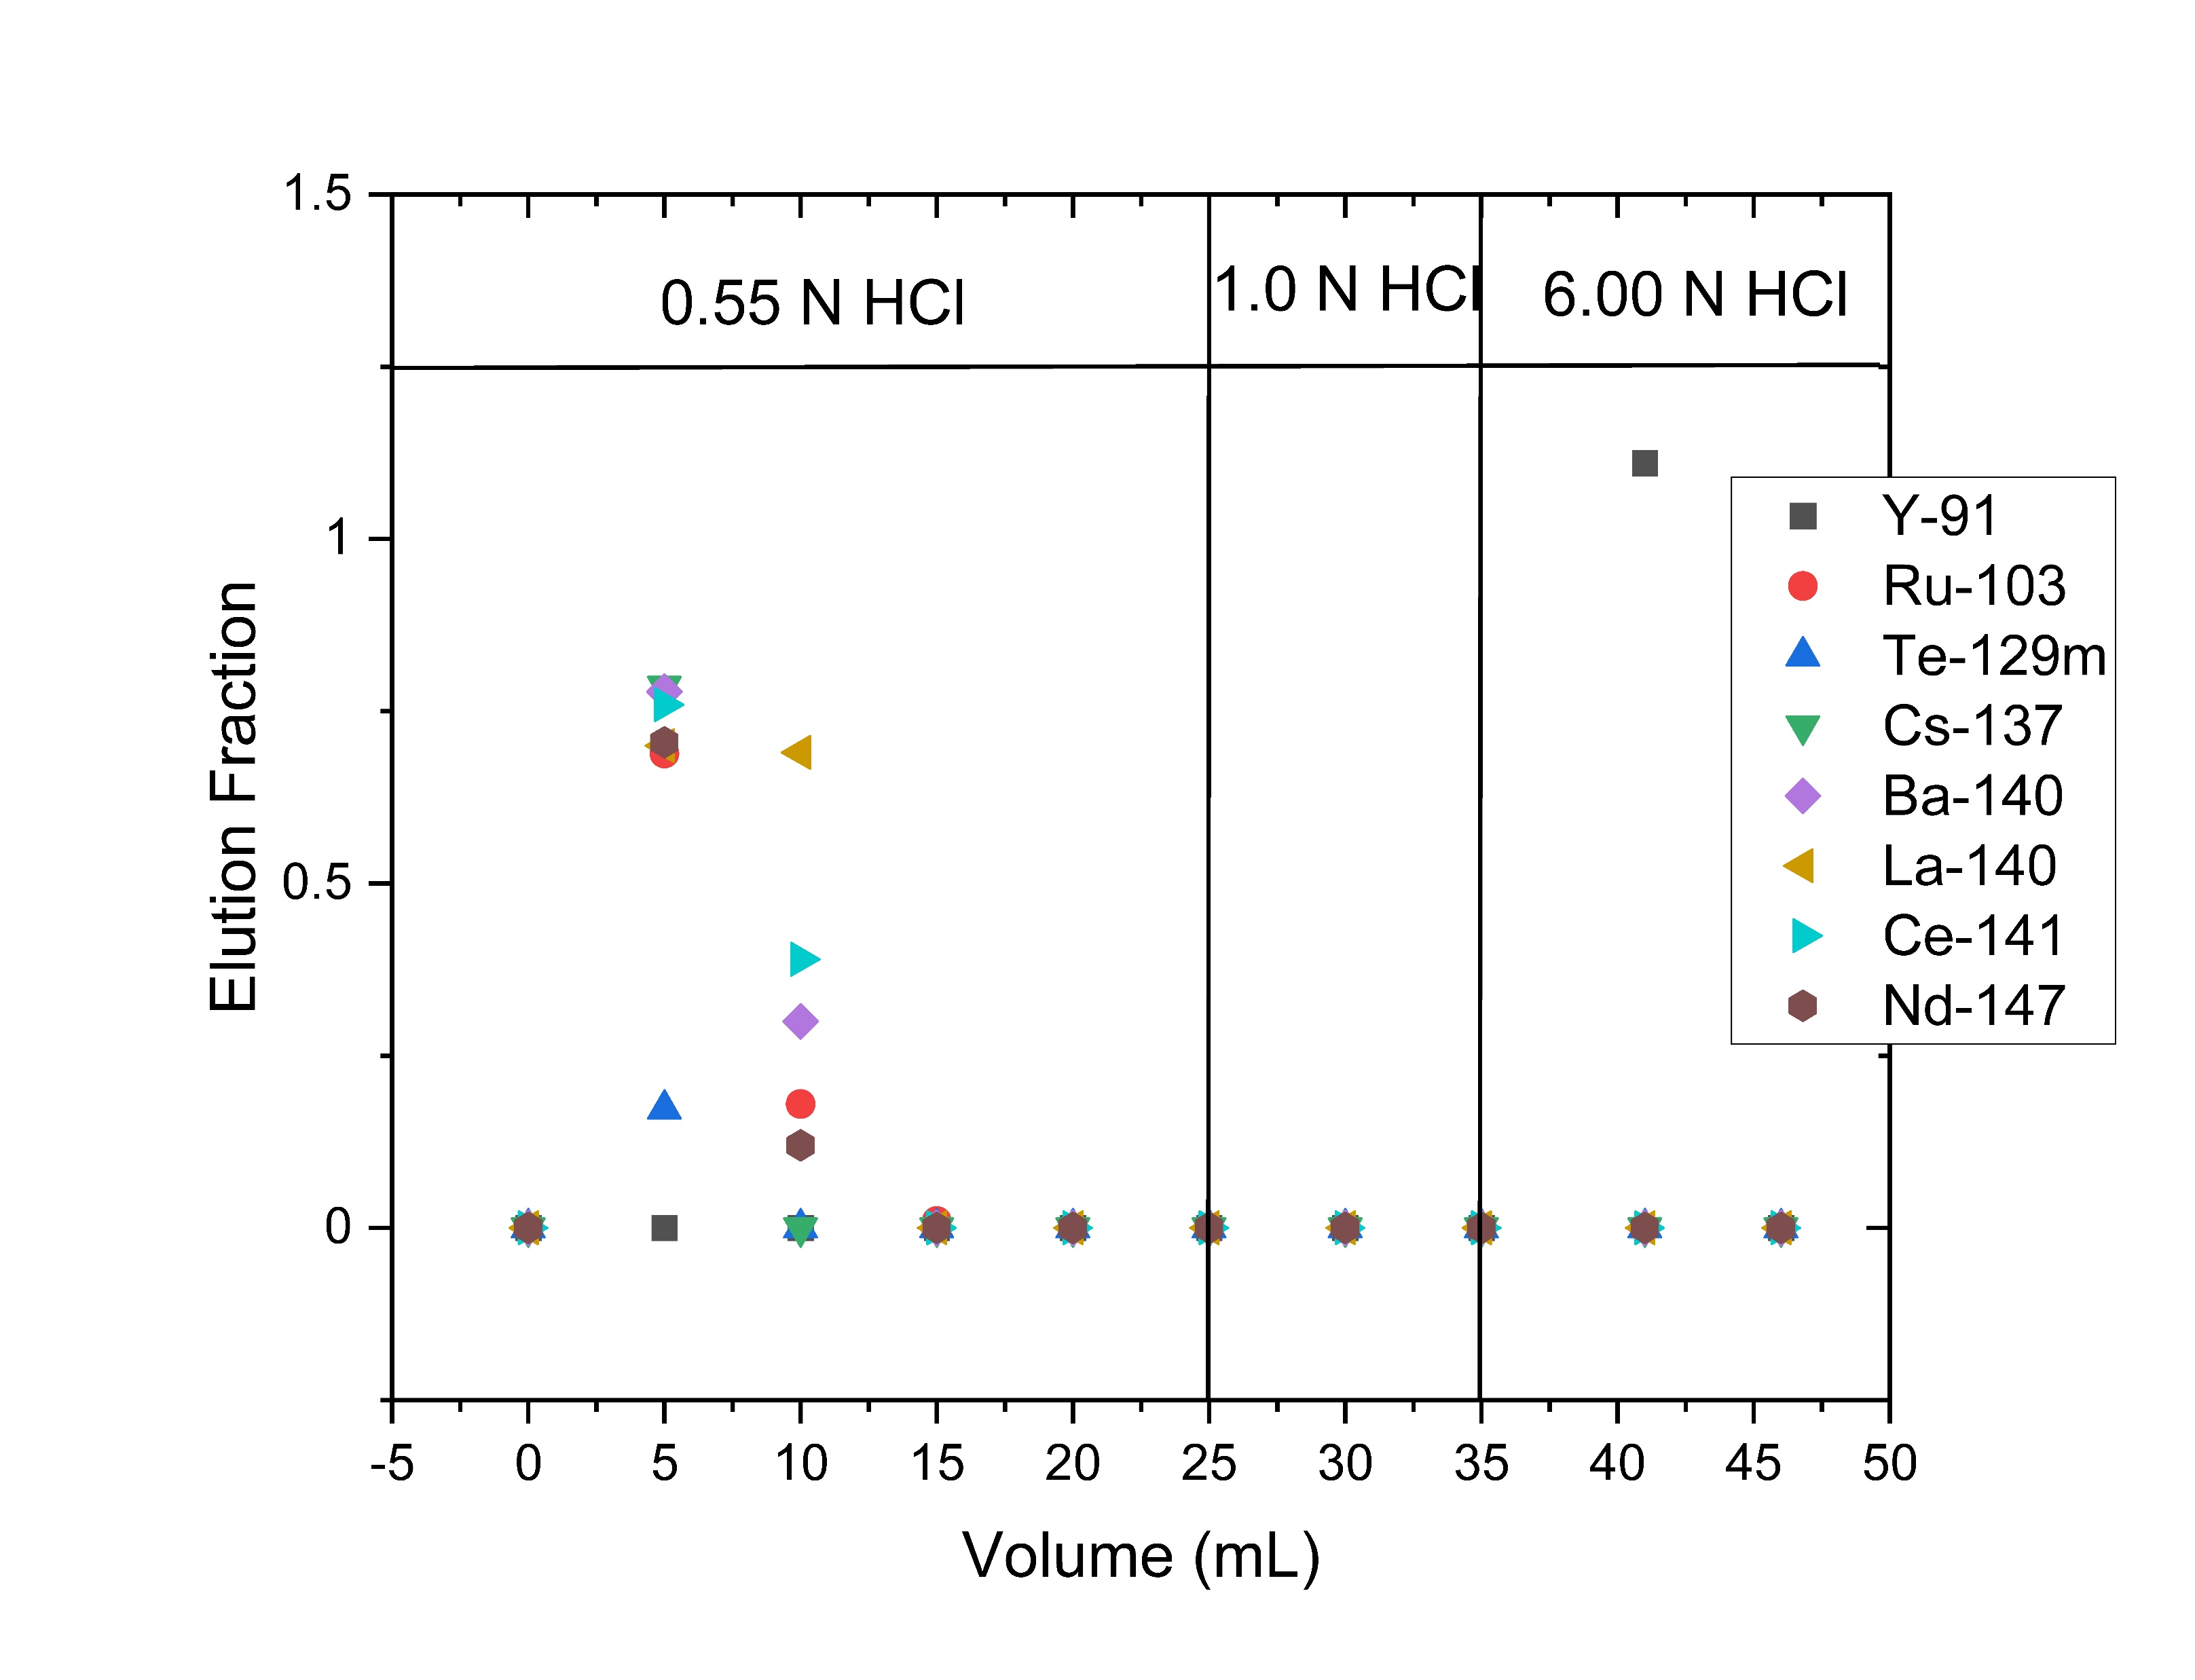 1.5
1
0.5
0
Elution Fraction
0.55 N HCl
1.0 N HCl
6.00 N HCl
Y-91
Ru-103
Te-129m
Cs-137
Ba-140
La-140
Ce-141
Nd-147
-5 0 5 10 15 20 25 30 35 40 45 50
Volume (mL)